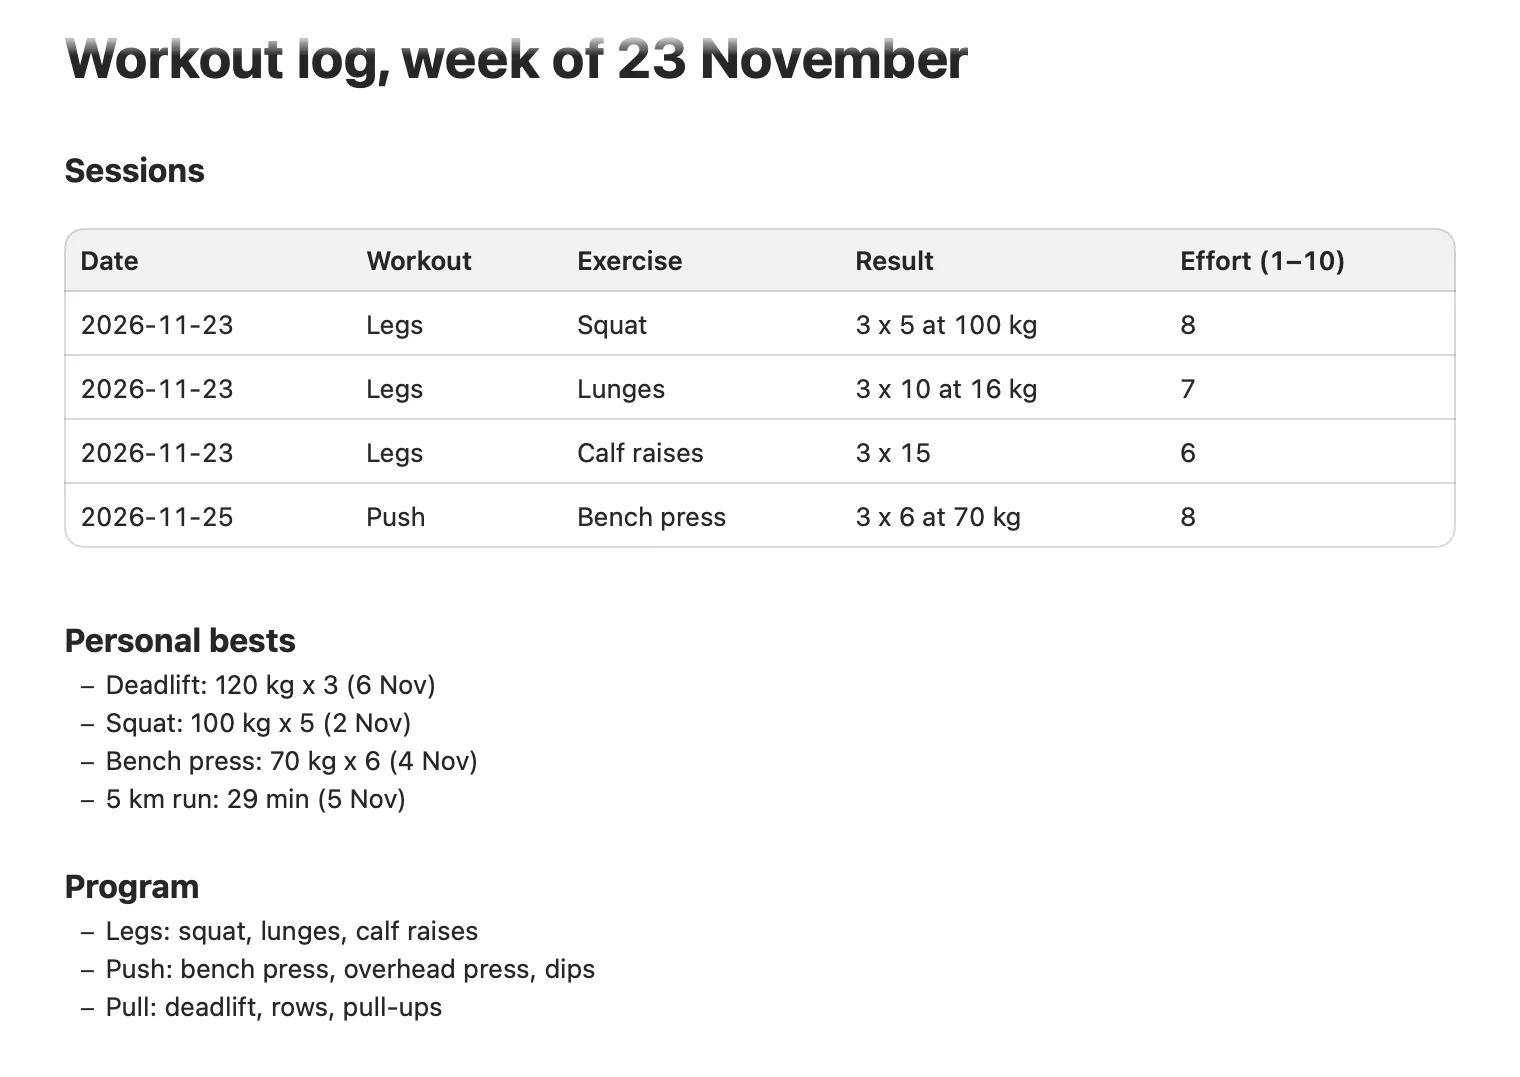 Workout log, week of 23 November
Sessions
Date Workout Exercise Result Effort (1–10)
2026-11-23 Legs Squat 3 x 5 at 100 kg 8
2026-11-23 Legs Lunges 3 x 10 at 16 kg 7
2026-11-23 Legs Calf raises 3 x 15 6
2026-11-25 Push Bench press 3 x 6 at 70 kg 8
Personal bests
– Deadlift: 120 kg x 3 (6 Nov)
– Squat: 100 kg x 5 (2 Nov)
– Bench press: 70 kg x 6 (4 Nov)
– 5 km run: 29 min (5 Nov)
Program
– Legs: squat, lunges, calf raises
– Push: bench press, overhead press, dips
– Pull: deadlift, rows, pull-ups